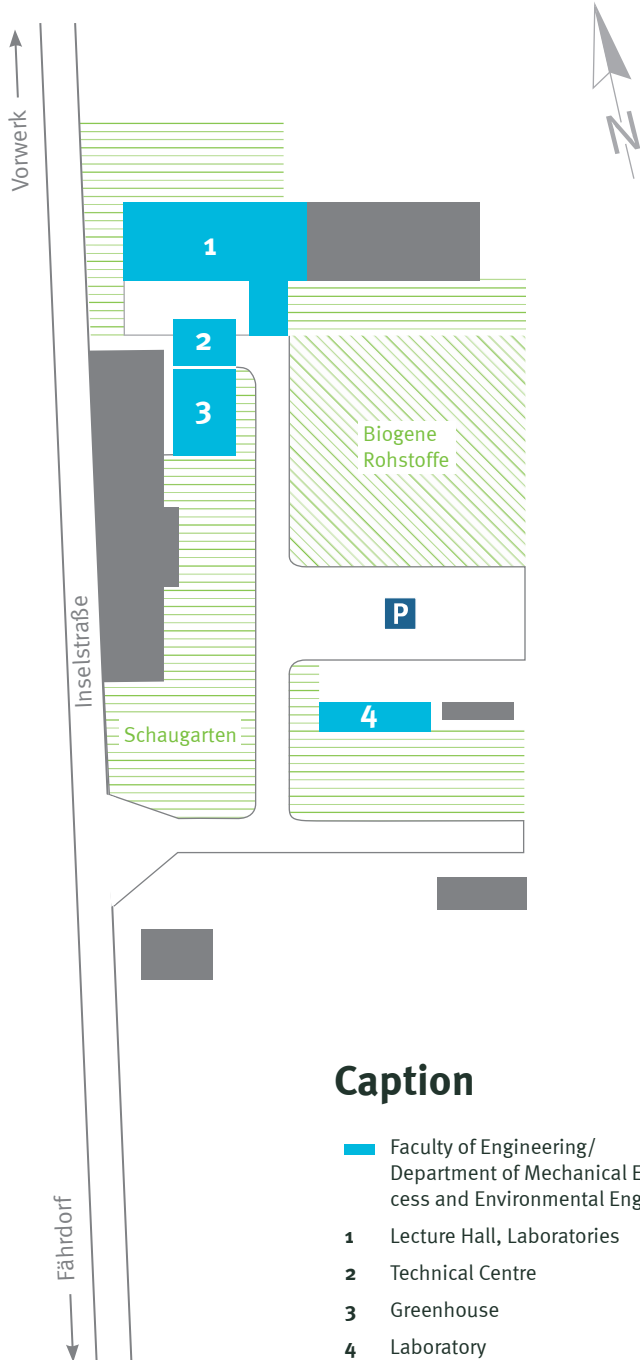 Vorwerk
N
1
2
3
Biogene
Rohstoffe
P
Inselstraße
4
Schaugarten
Fährdorf
Caption
Faculty of Engineering/
Department of Mechanical
cess and Environmental
1 Lecture Hall, Laboratories
2 Technical Centre
3 Greenhouse
4 Laboratory